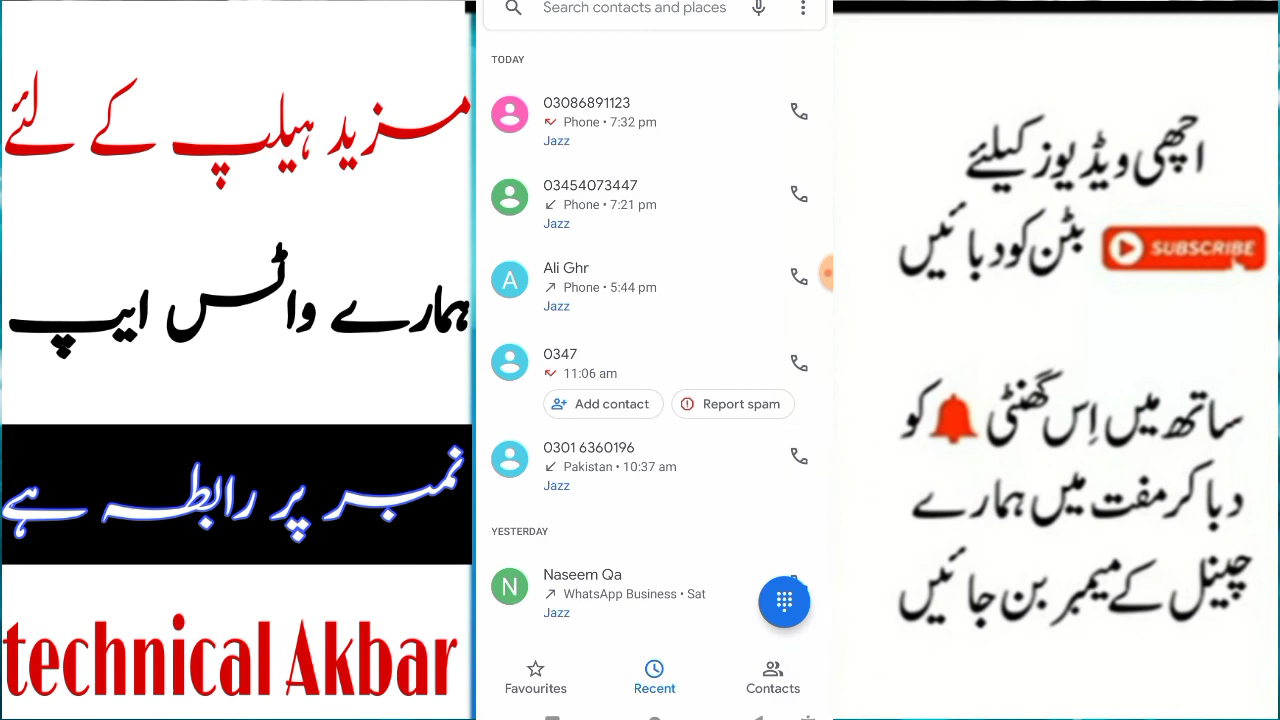 مزید ہیلپ کے لئے
ہمارے واٹس ایپ
نمبر پر رابطہ ہے
technical Akbar
Search contacts and places
TODAY
03086891123
Phone • 7:32 pm
Jazz
03454073447
Phone • 7:21 pm
Jazz
A
Ali Ghr
Phone • 5:44 pm
Jazz
0347
11:06 am
Add contact
Report spam
0301 6360196
Pakistan • 10:37 am
Jazz
YESTERDAY
N
Naseem Qa
WhatsApp Business • Sat
Jazz
Favourites
Recent
Contacts
اچھی ویڈیوز کیلئے
SUBSCRIBE بٹن کو دبائیں
ساتھ میں اِس گھنٹی کو
دبا کر مفت میں ہمارے
چینل کے میمبر بن جائیں